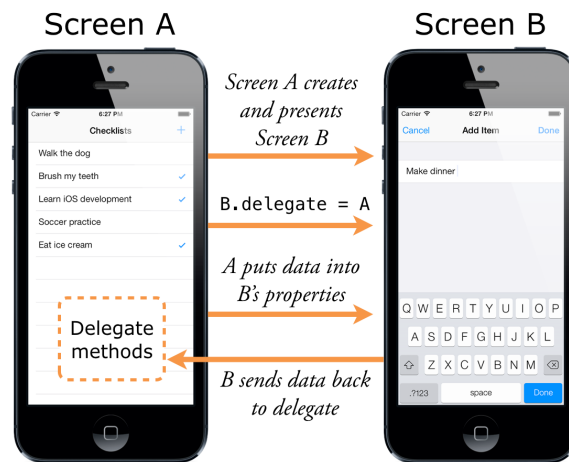 Screen A
Screen B
Carrier 6:27 PM
Checklists +
Walk the dog
Brush my teeth
Learn iOS development
Soccer practice
Eat ice cream
Delegate
methods
Screen A creates
and presents
Screen B
B.delegate = A
A puts data into
B's properties
B sends data back
to delegate
Carrier 6:27 PM
Cancel Add Item Done
Make dinner
Q W E R T Y U I O P
A S D F G H J K L
Z X C V B N M
.?123 space Done